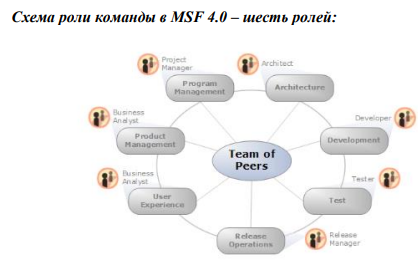 Схема роли команды в MSF 4.0 – шесть ролей:
Project
Manager
Architect
Program
Management
Architecture
Business
Analyst
Developer
Product
Management
Development
Team of
Peers
Business
Analyst
Tester
User
Experience
Test
Release
Operations
Release
Manager